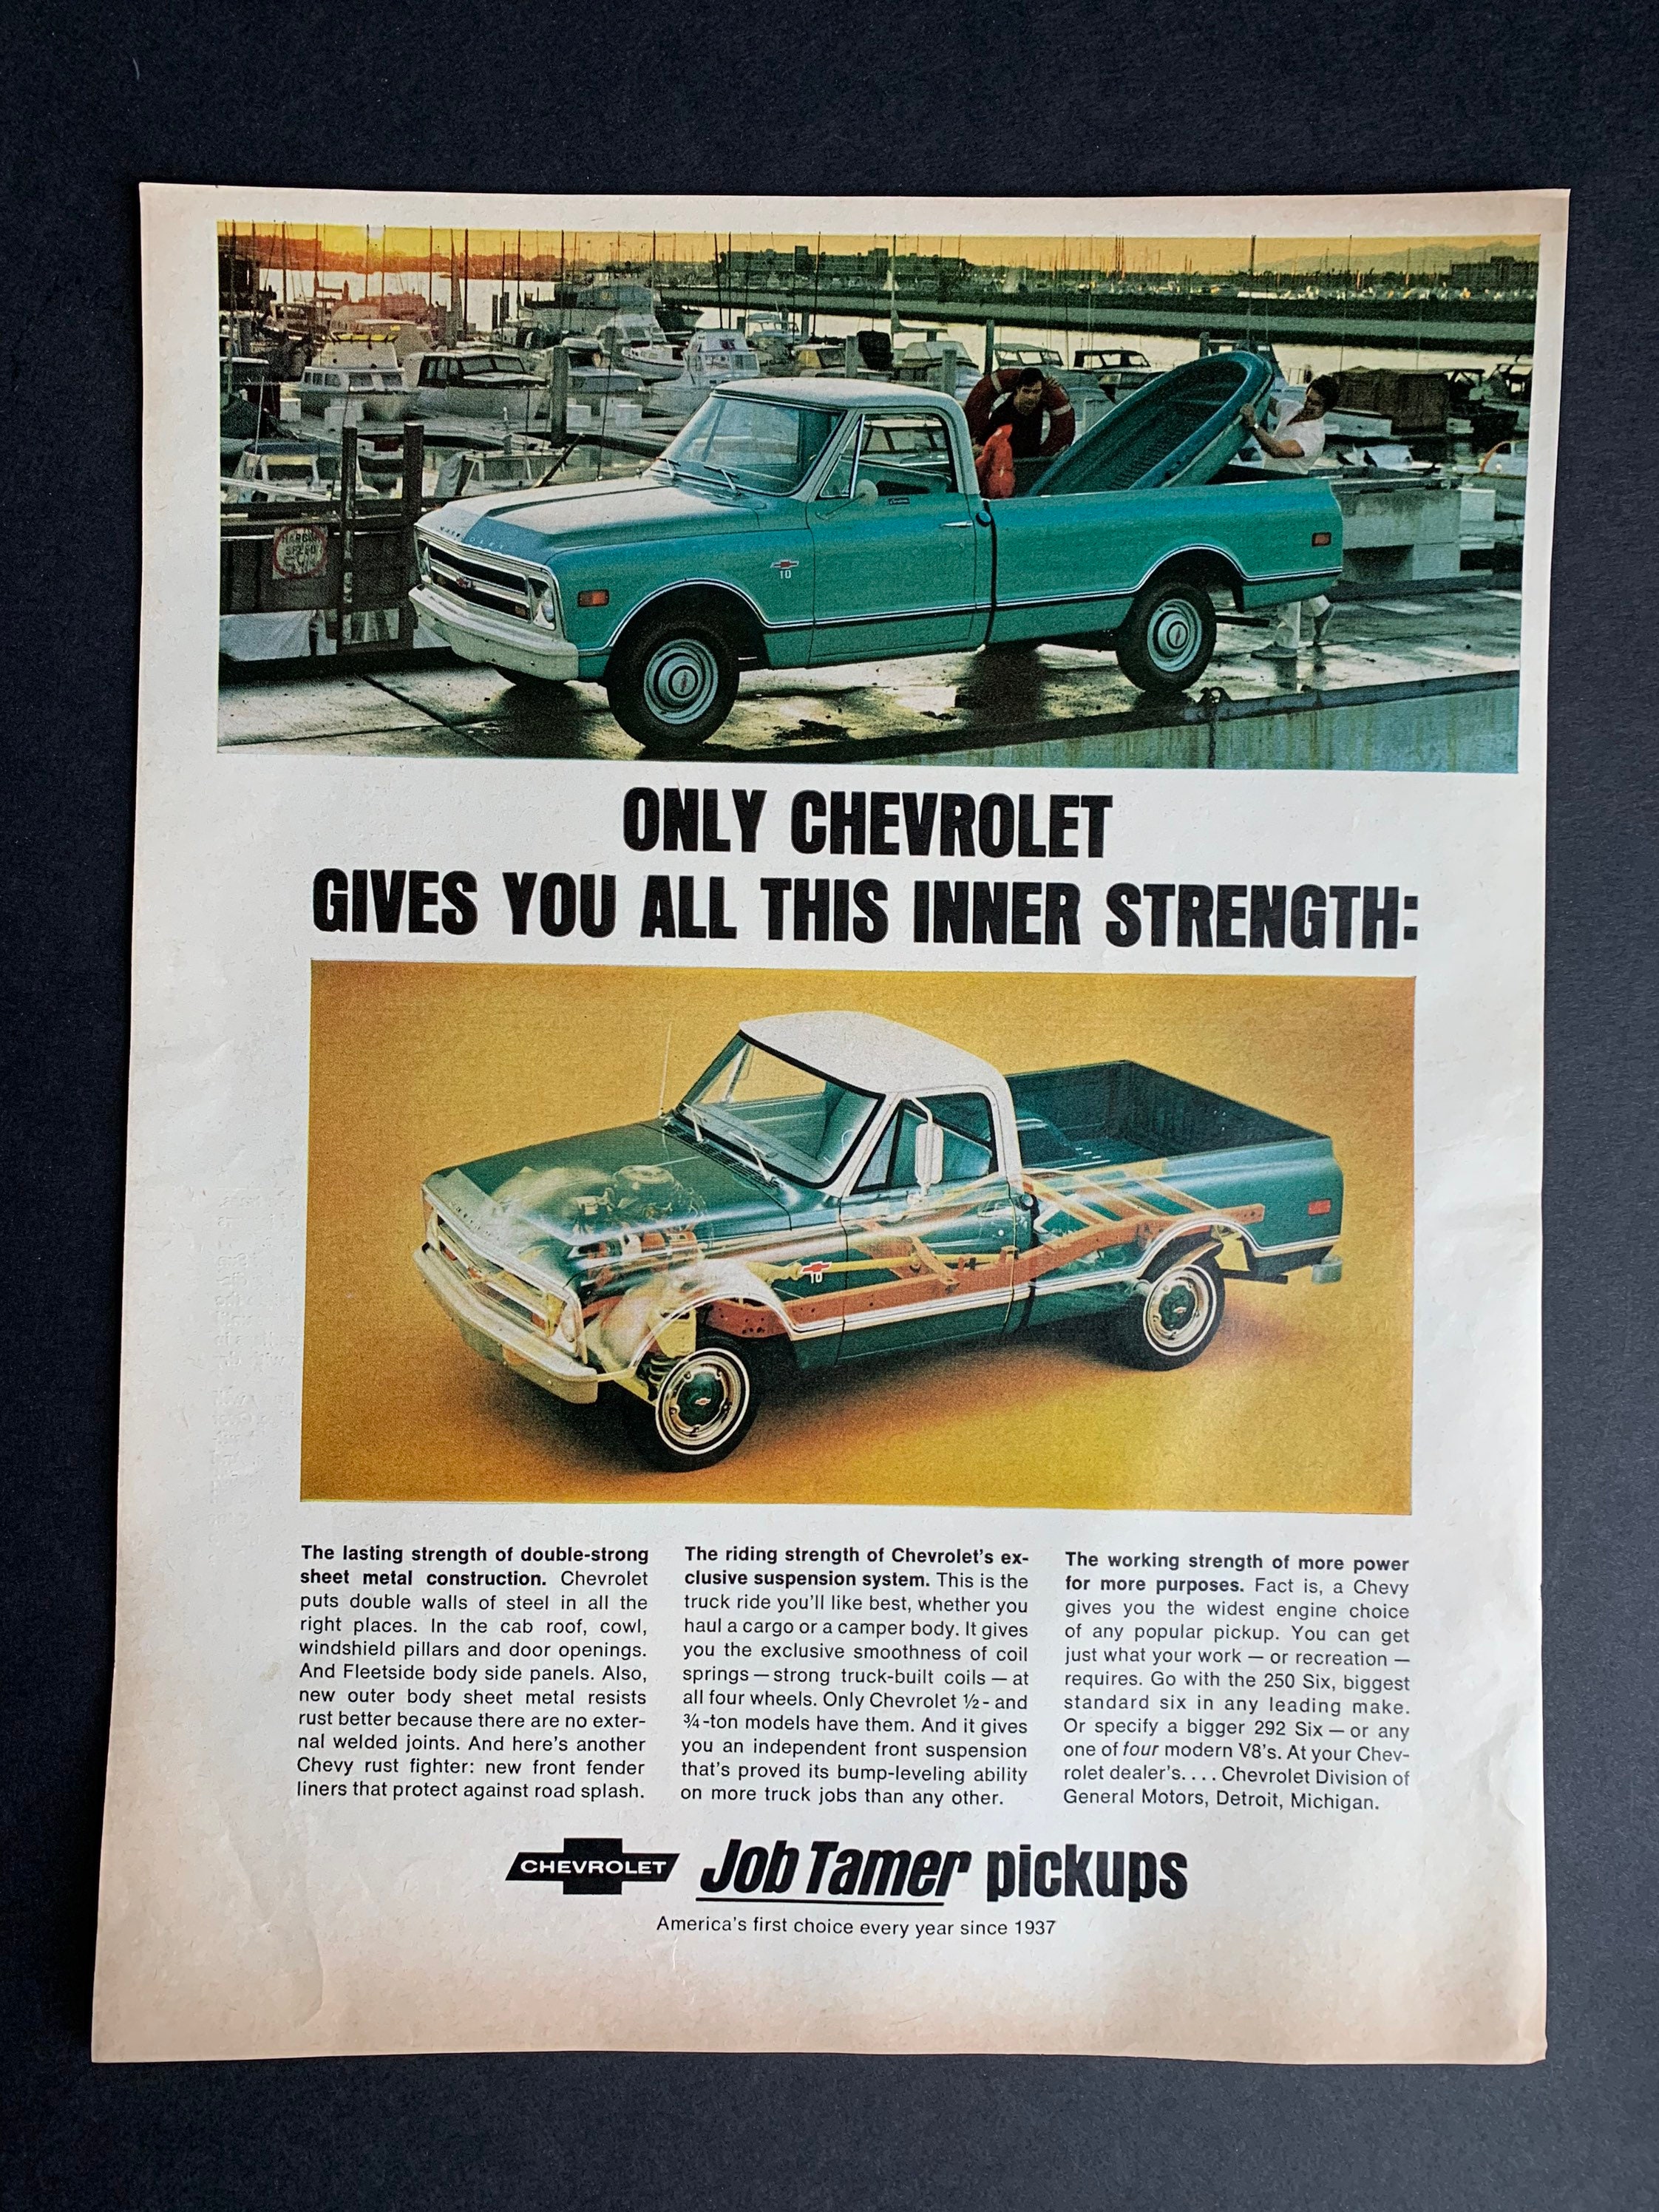 HARBOR
SPEED
CHEVROLET
10
ONLY CHEVROLET
GIVES YOU ALL THIS INNER STRENGTH:
10
The lasting strength of double-strong
sheet metal construction. Chevrolet
puts double walls of steel in all the
right places. In the cab roof, cowl,
windshield pillars and door openings.
And Fleetside body side panels. Also,
new outer body sheet metal resists
rust better because there are no exter-
nal welded joints. And here's another
Chevy rust fighter: new front fender
liners that protect against road splash.
The riding strength of Chevrolet's ex-
clusive suspension system. This is the
truck ride you'll like best, whether you
haul a cargo or a camper body. It gives
you the exclusive smoothness of coil
springs — strong truck-built coils — at
all four wheels. Only Chevrolet ½- and
¾-ton models have them. And it gives
you an independent front suspension
that's proved its bump-leveling ability
on more truck jobs than any other.
The working strength of more power
for more purposes. Fact is, a Chevy
gives you the widest engine choice
of any popular pickup. You can get
just what your work — or recreation —
requires. Go with the 250 Six, biggest
standard six in any leading make.
Or specify a bigger 292 Six — or any
one of four modern V8's. At your Chev-
rolet dealer's. . . . Chevrolet Division of
General Motors, Detroit, Michigan.
CHEVROLET Job Tamer pickups
America's first choice every year since 1937